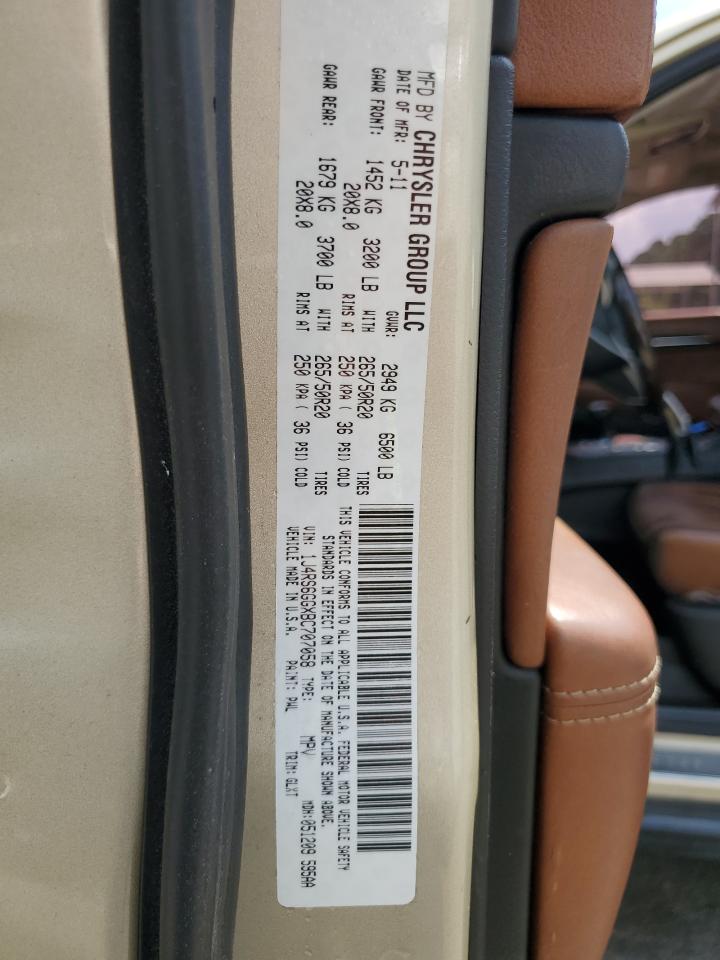 MFD BY CHRYSLER GROUP LLC
DATE OF MFR: 5-11 GVWR: 2949 KG 6500 LB
GAWR FRONT: 1452 KG 3200 LB WITH 265/50R20 TIRES
20X8.0 RIMS AT 250 KPA ( 36 PSI) COLD
GAWR REAR: 1679 KG 3700 LB WITH 265/50R20 TIRES
20X8.0 RIMS AT 250 KPA ( 36 PSI) COLD
THIS VEHICLE CONFORMS TO ALL APPLICABLE U.S.A. FEDERAL MOTOR VEHICLE SAFETY
STANDARDS IN EFFECT ON THE DATE OF MANUFACTURE SHOWN ABOVE.
VIN: 1J4RS6GGXBC707058 TYPE: MPV MDH:051209 595AA
VEHICLE MADE IN U.S.A. PAINT: PWL TRIM:GLXT